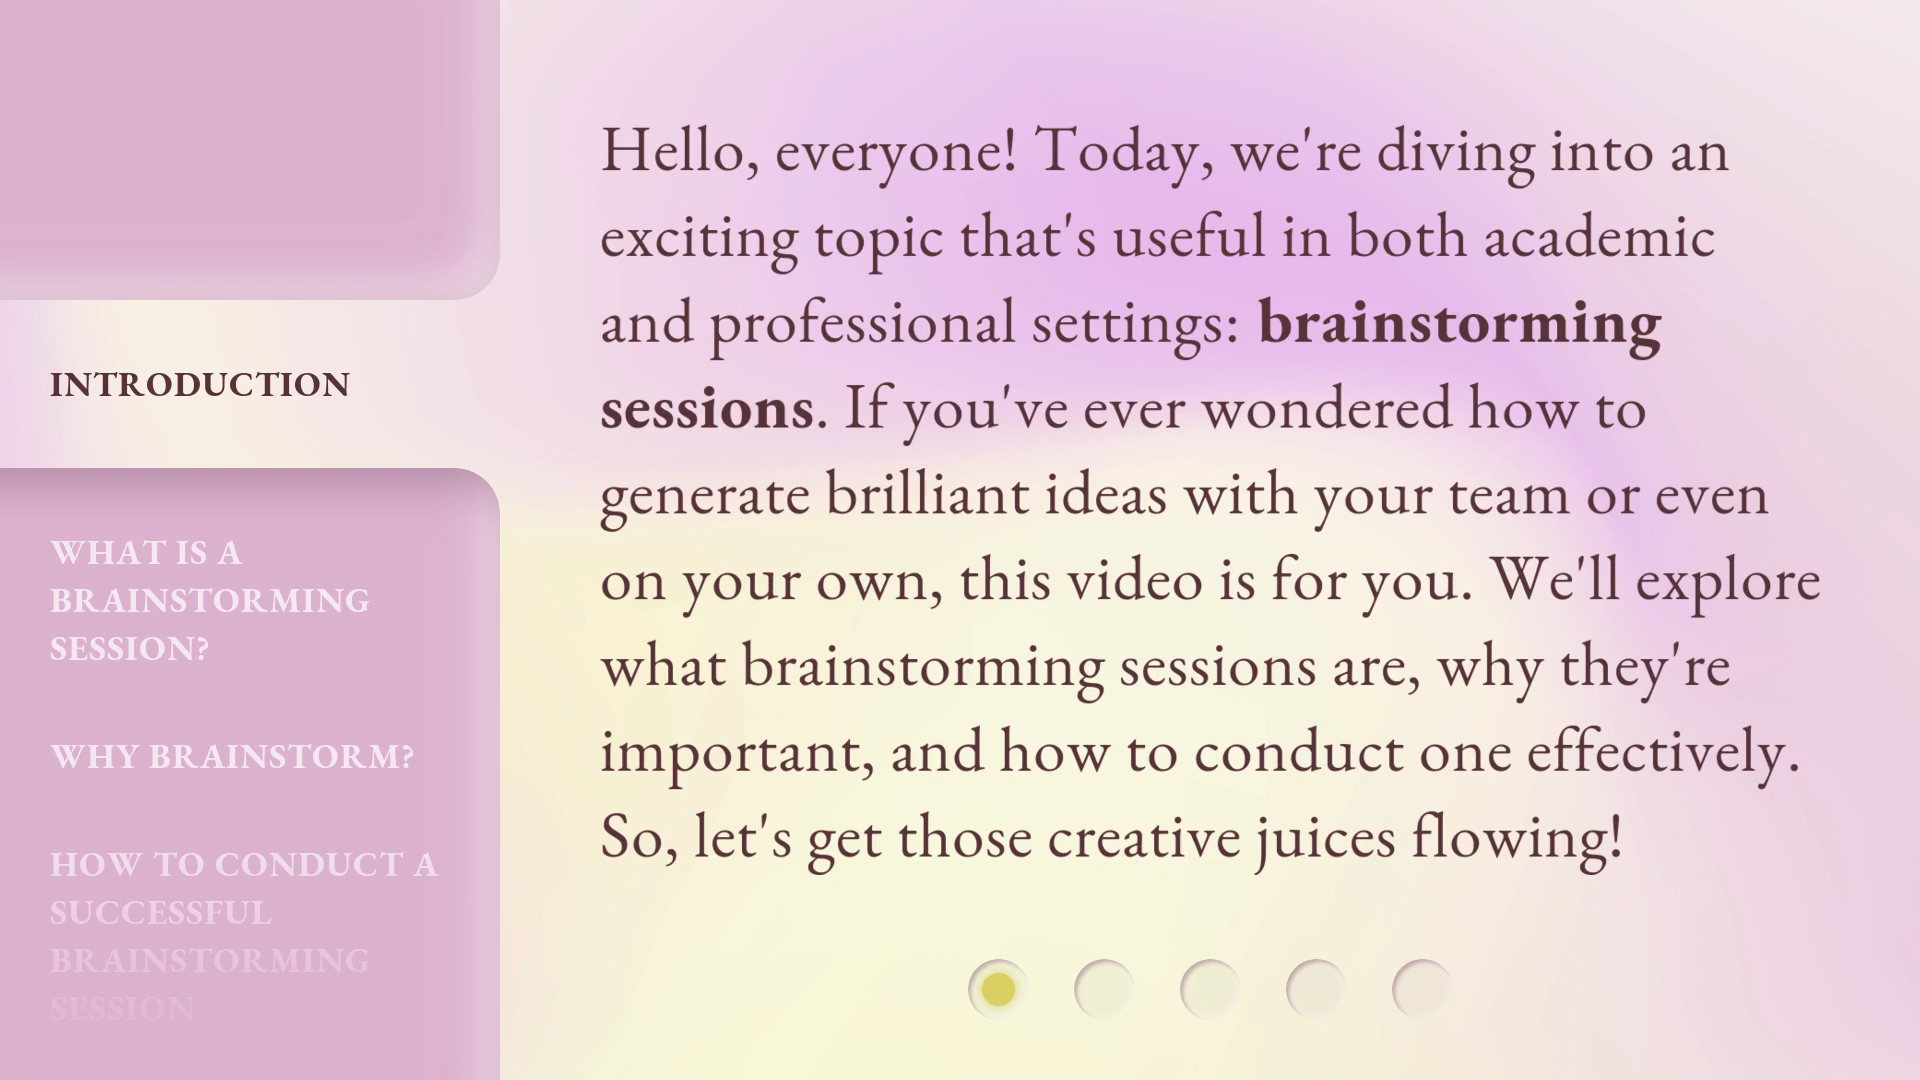 INTRODUCTION
WHAT IS A
BRAINSTORMING
SESSION?
WHY BRAINSTORM?
HOW TO CONDUCT A
SUCCESSFUL
BRAINSTORMING
SESSION
Hello, everyone! Today, we're diving into an
exciting topic that's useful in both academic
and professional settings: brainstorming
sessions. If you've ever wondered how to
generate brilliant ideas with your team or even
on your own, this video is for you. We'll explore
what brainstorming sessions are, why they're
important, and how to conduct one effectively.
So, let's get those creative juices flowing!